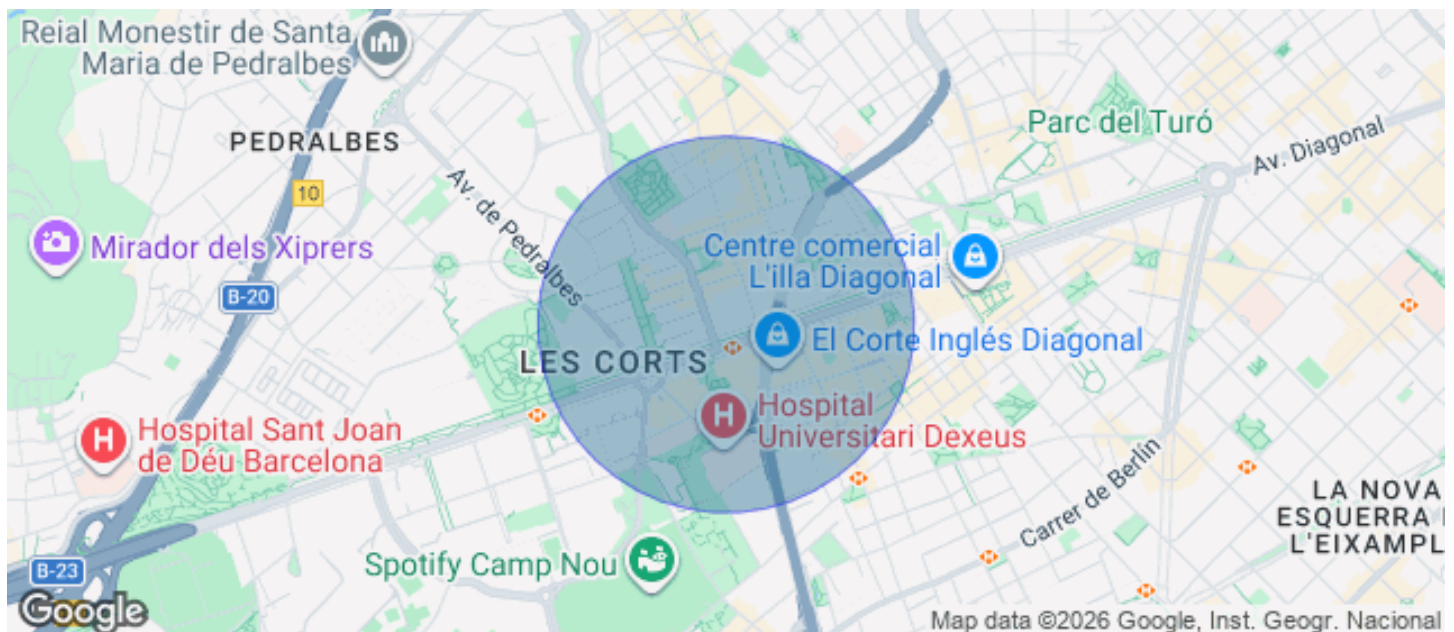 Reial Monestir de Santa
Maria de Pedralbes
PEDRALBES
10
Av. de Pedralbes
Mirador dels Xiprers
B-20
Parc del Turó
Av. Diagonal
Centre comercial
L'illa Diagonal
El Corte Inglés Diagonal
LES CORTS
H
Hospital
Universitari Dexeus
H
Hospital Sant Joan
de Déu Barcelona
Carrer de Berlín
LA NOVA
ESQUERRA
L'EIXAMPL
Spotify Camp Nou
B-23
Google
Map data ©2026 Google, Inst. Geogr. Nacional